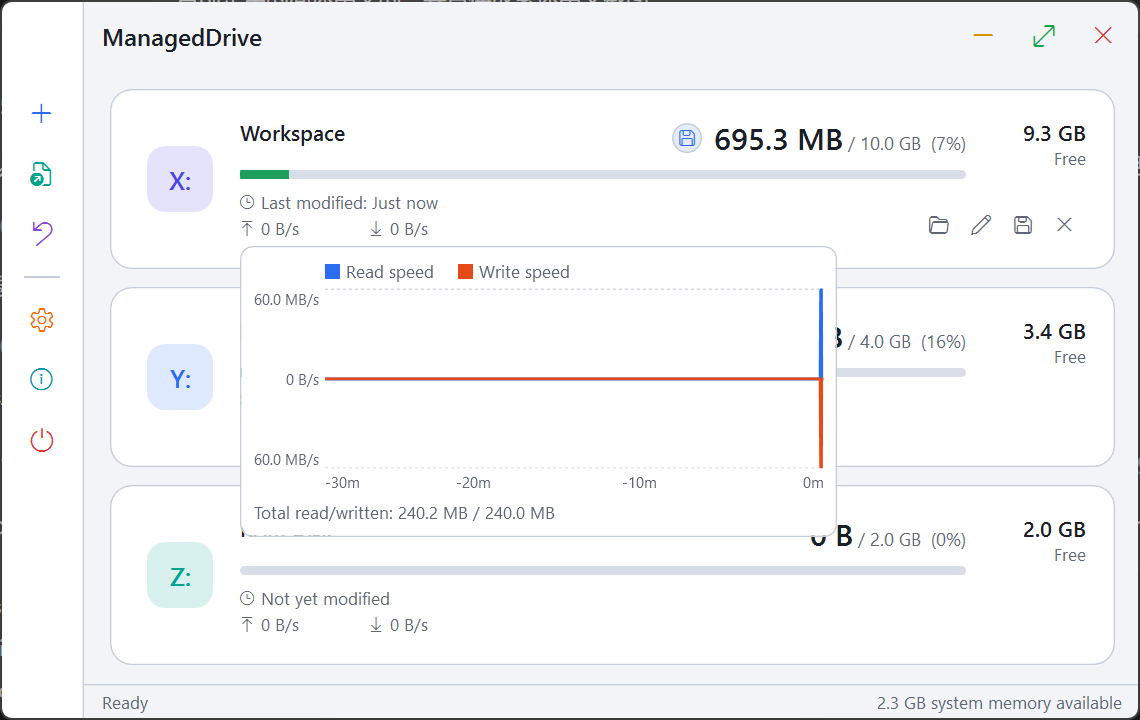 ManagedDrive
X:
Workspace
695.3 MB / 10.0 GB (7%)
9.3 GB
Free
Last modified: Just now
0 B/s 0 B/s
Read speed Write speed
60.0 MB/s
0 B/s
60.0 MB/s
-30m -20m -10m 0m
Total read/written: 240.2 MB / 240.0 MB
Y:
/ 4.0 GB (16%)
3.4 GB
Free
Z:
0 B / 2.0 GB (0%)
2.0 GB
Free
Not yet modified
0 B/s 0 B/s
Ready
2.3 GB system memory available